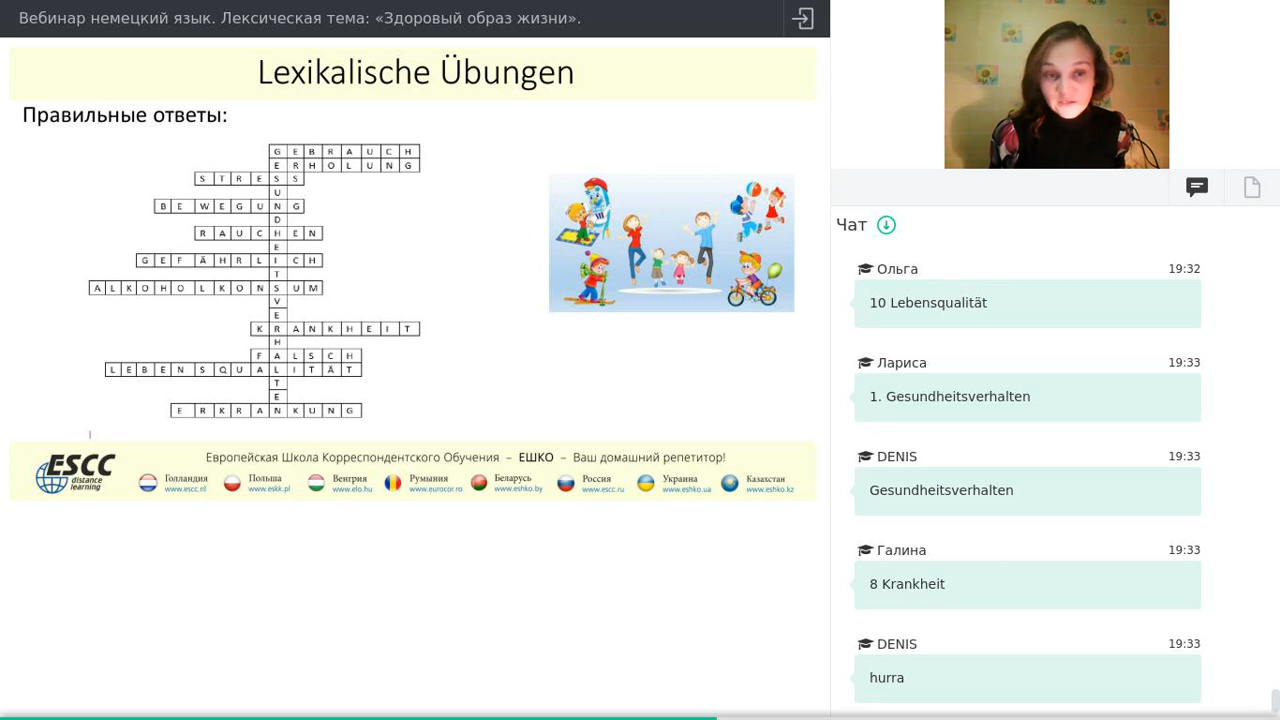 Вебинар немецкий язык. Лексическая тема: «Здоровый образ жизни».
Lexikalische Übungen
Правильные ответы:
GEBRAUCH
ERHOLUNG
STRESS
U
BEWEGUNG
D
RAUCHEN
E
GEFÄHRLICH
T
ALKOHOLKONSUM
V
E
KRANKHEIT
H
FALSCH
LEBENSQUALITÄT
T
E
ERKRANKUNG
ESCC
distance
learning
Европейская Школа Корреспондентского Обучения – ЕШКО – Ваш домашний репетитор!
Голландия
www.escc.nl
Польша
www.eskk.pl
Венгрия
www.elo.hu
Румыния
www.eurocor.ro
Беларусь
www.eshko.by
Россия
www.escc.ru
Украина
www.eshko.ua
Казахстан
www.eshko.kz
Чат
Ольга 19:32
10 Lebensqualität
Лариса 19:33
1. Gesundheitsverhalten
DENIS 19:33
Gesundheitsverhalten
Галина 19:33
8 Krankheit
DENIS 19:33
hurra